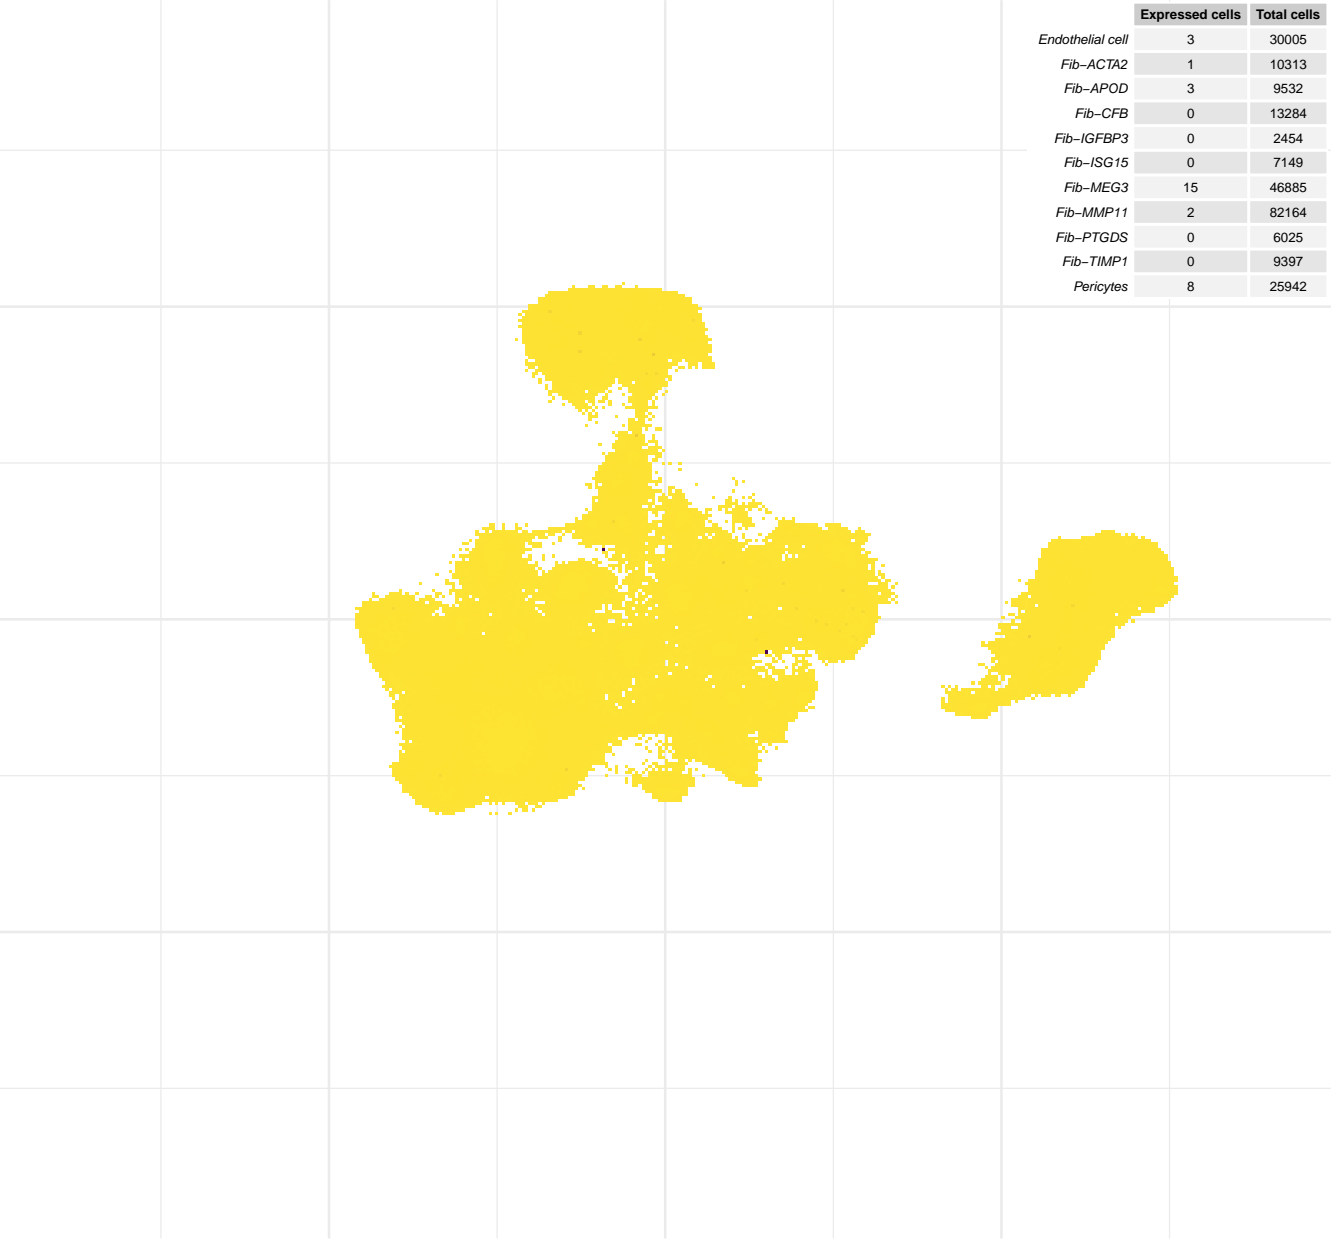 Expressed cells Total cells
Endothelial cell 3 30005
Fib−ACTA2 1 10313
Fib−APOD 3 9532
Fib−CFB 0 13284
Fib−IGFBP3 0 2454
Fib−ISG15 0 7149
Fib−MEG3 15 46885
Fib−MMP11 2 82164
Fib−PTGDS 0 6025
Fib−TIMP1 0 9397
Pericytes 8 25942